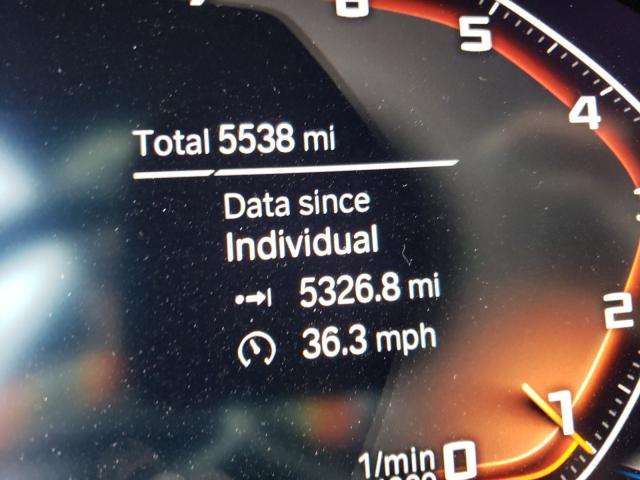 6
5
4
Total 5538 mi
Data since
Individual
5326.8 mi
2
36.3 mph
1
1/min 0